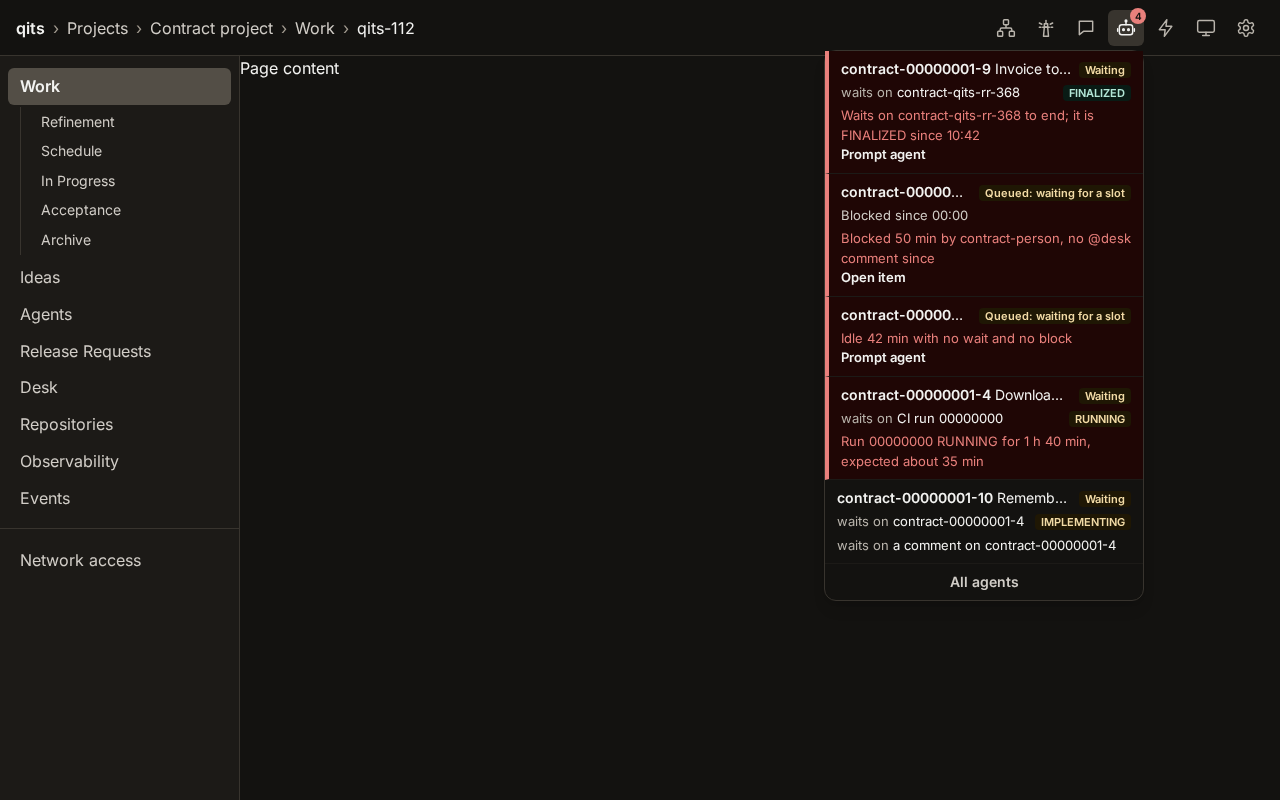 qits › Projects › Contract project › Work › qits-112
4
Work
Refinement
Schedule
In Progress
Acceptance
Archive
Ideas
Agents
Release Requests
Desk
Repositories
Observability
Events
Network access
Page content
contract-00000001-9 Invoice to... Waiting
waits on contract-qits-rr-368 FINALIZED
Waits on contract-qits-rr-368 to end; it is
FINALIZED since 10:42
Prompt agent
contract-00000... Queued: waiting for a slot
Blocked since 00:00
Blocked 50 min by contract-person, no @desk
comment since
Open item
contract-00000... Queued: waiting for a slot
Idle 42 min with no wait and no block
Prompt agent
contract-00000001-4 Downloa... Waiting
waits on CI run 00000000 RUNNING
Run 00000000 RUNNING for 1 h 40 min,
expected about 35 min
contract-00000001-10 Rememb... Waiting
waits on contract-00000001-4 IMPLEMENTING
waits on a comment on contract-00000001-4
All agents